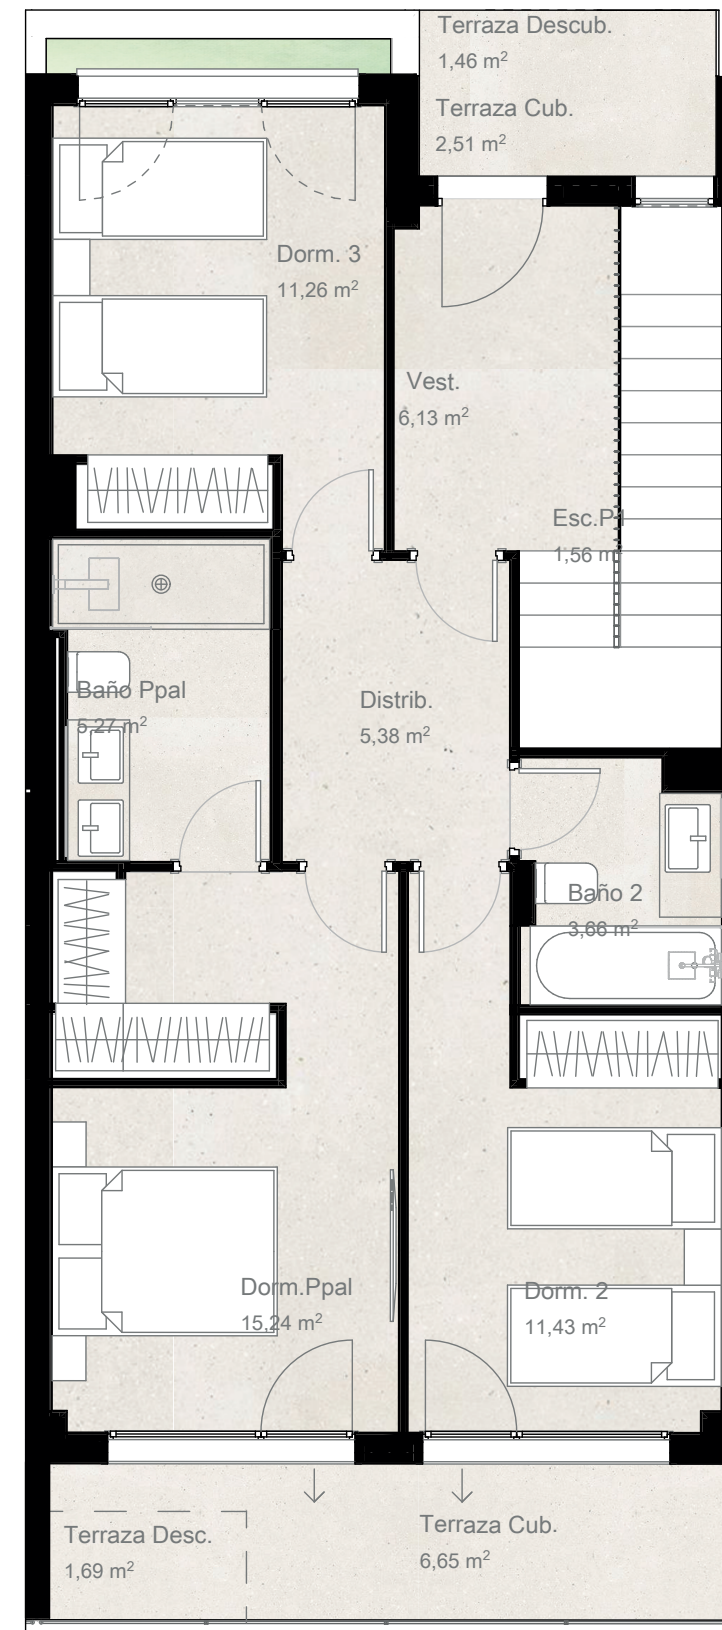 Terraza Descub.
1,46 m²
Terraza Cub.
2,51 m²
Dorm. 3
11,26 m²
Vest.
6,13 m²
Esc.P1
1,56 m²
Baño Ppal
5,27 m²
Distrib.
5,38 m²
Baño 2
3,66 m²
Dorm.Ppal
15,24 m²
Dorm. 2
11,43 m²
Terraza Desc.
1,69 m²
Terraza Cub.
6,65 m²